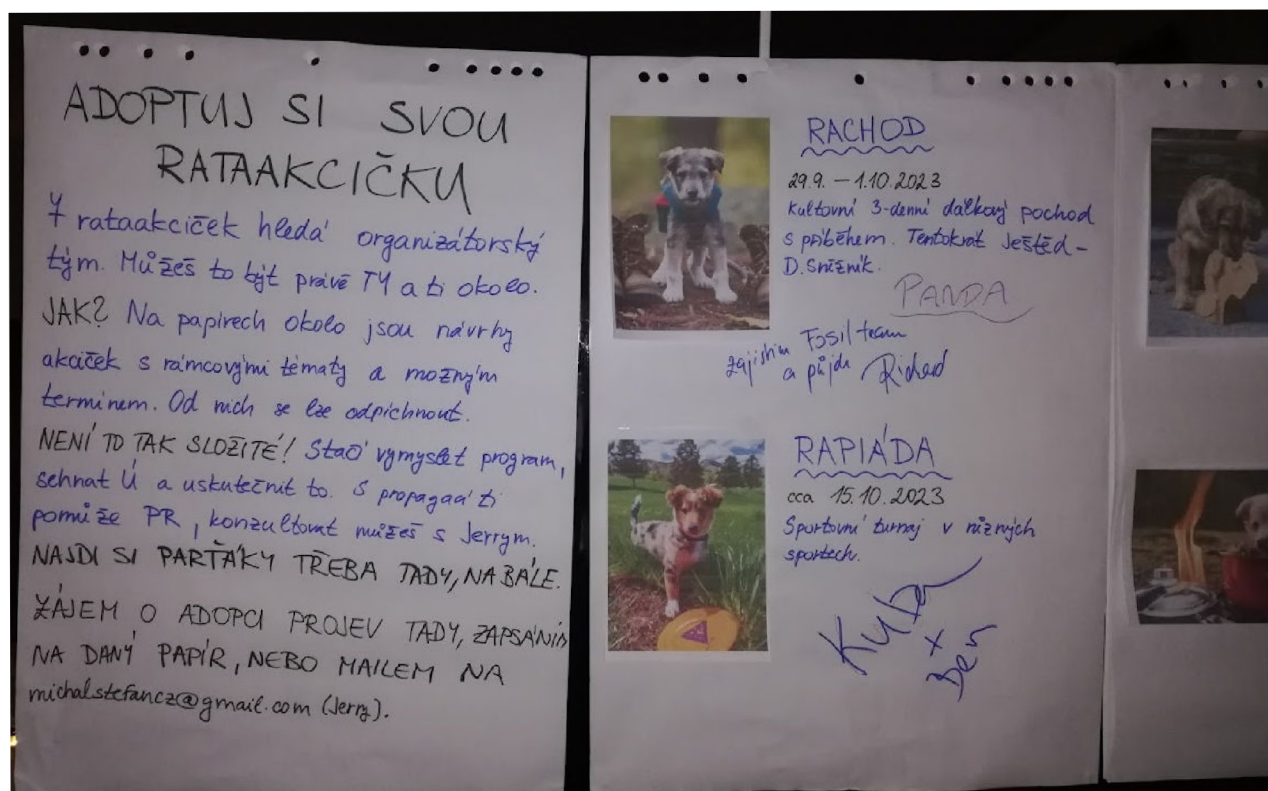 ADOPTUJ SI SVOU
RATAAKCIČKU
7 rataakciček hledá organizátorský
tým. Můžeš to být právě TY a ti okolo.
JAK? Na papírech okolo jsou návrhy
akciček s rámcovými tématy a možným
termínem. Od nich se lze odpíchnout.
NENÍ TO TAK SLOŽITÉ! Stačí vymyslet program,
sehnat Ú a uskutečnit to. S propagací ti
pomůže PR, konzultovat můžeš s Jerrym.
NAJDI SI PARŤÁKY TŘEBA TADY, NA BÁLE.
ZÁJEM O ADOPCI PROJEV TADY, ZAPSÁNÍM
NA DANÝ PAPÍR, NEBO MAILEM NA
michalstefancz@gmail.com (Jerry).
RACHOD
29.9. – 1.10.2023
Kultovní 3-denní dálkový pochod
s příběhem. Tentokrát Ještěd –
D. Sněžník.
PANDA
zajistím Fosil team
a půjdu Richard
RAPIÁDA
cca 15.10.2023
Sportovní turnaj v různých
sportech.
Kuba
+